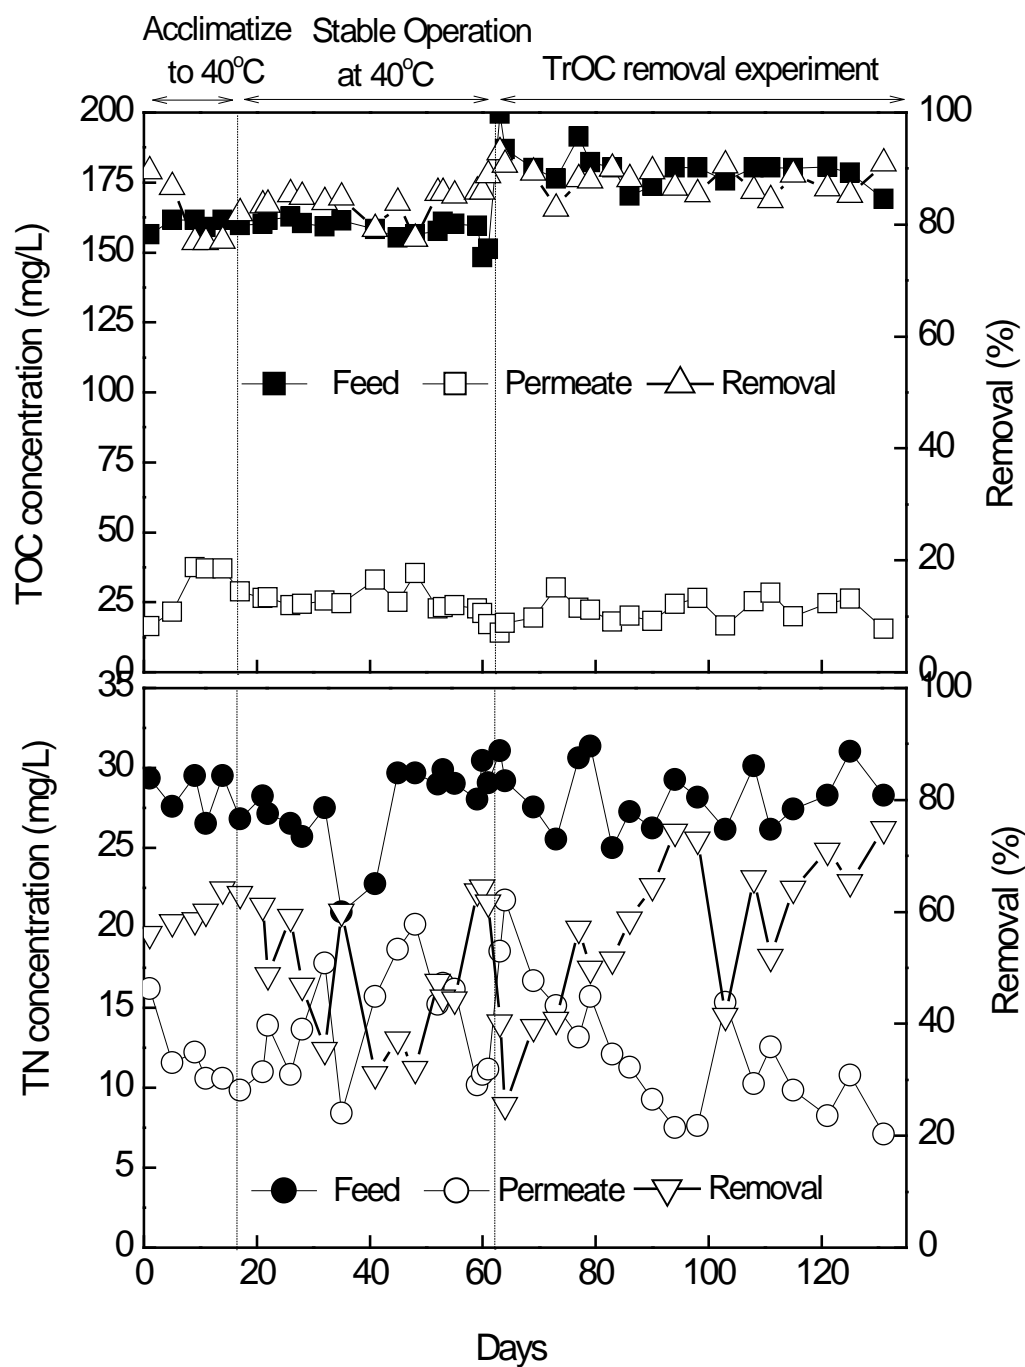 Acclimatize
to 40°C
Stable Operation
at 40°C
TrOC removal experiment
200
175
150
125
100
75
50
25
0
TOC concentration (mg/L)
100
80
60
40
20
0
Removal (%)
Feed Permeate Removal
35
30
25
20
15
10
5
0
TN concentration (mg/L)
100
80
60
40
20
0
Removal (%)
Feed Permeate Removal
0 20 40 60 80 100 120
Days